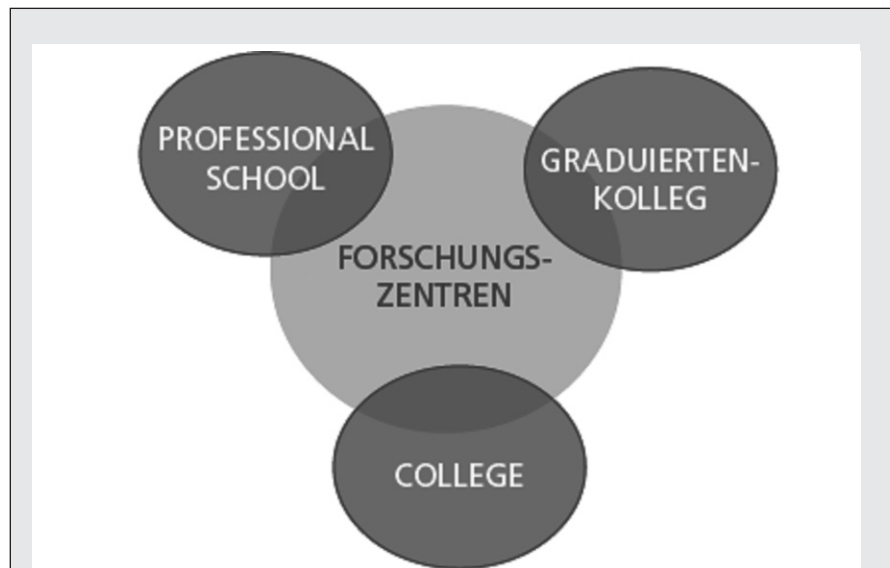 PROFESSIONAL
SCHOOL
GRADUIERTEN-
KOLLEG
FORSCHUNGS-
ZENTREN
COLLEGE